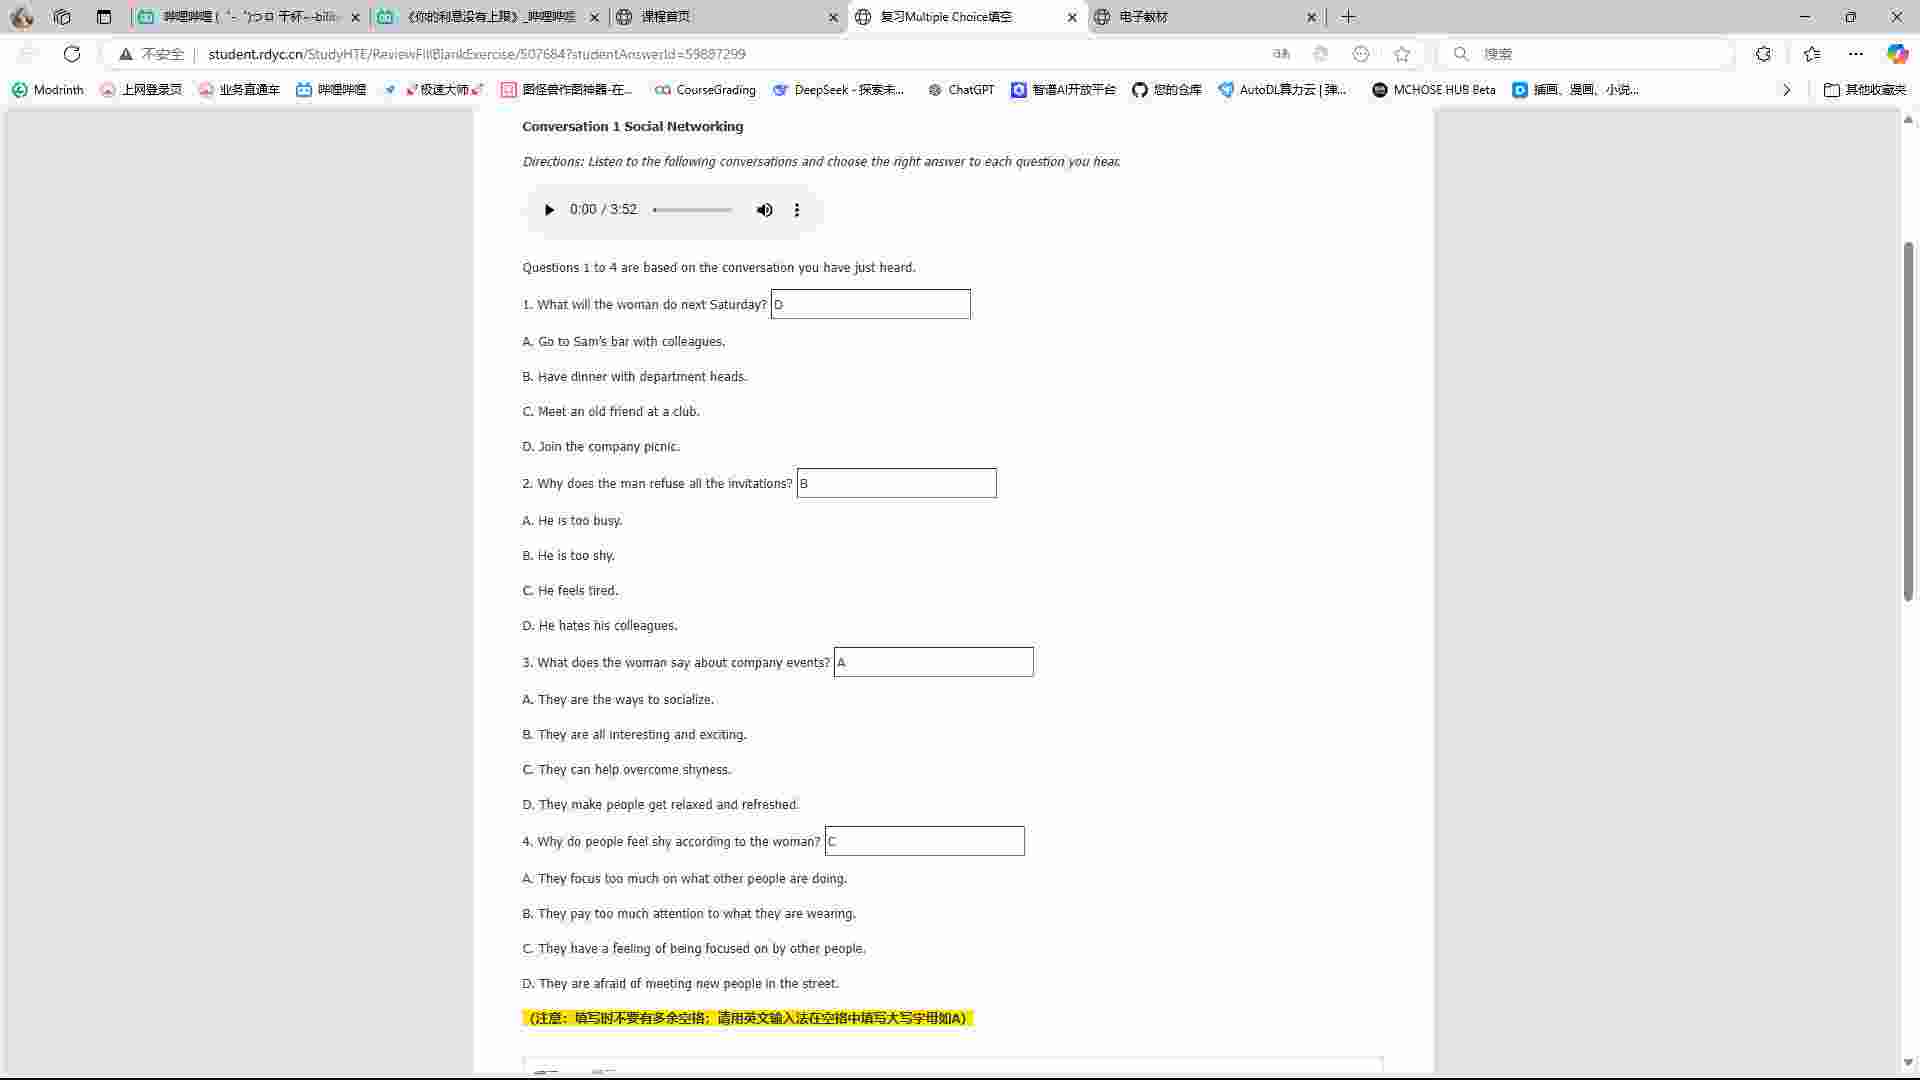 哔哩哔哩 (゜-゜)つロ 干杯~-bili
《你的利息没有上限》_哔哩哔哩
课程首页
复习Multiple Choice填空
电子教材
不安全
student.rdyc.cn/StudyHTE/ReviewFillBlankExercise/507684?studentAnswerId=59887299
搜索
Modrinth
上网登录页
业务直通车
哔哩哔哩
极速大师
图怪兽作图神器-在...
CourseGrading
DeepSeek - 探索未...
ChatGPT
智谱AI开放平台
您的仓库
AutoDL算力云 | 弹...
MCHOSE HUB Beta
插画、漫画、小说...
其他收藏夹
Conversation 1 Social Networking
Directions: Listen to the following conversations and choose the right answer to each question you hear.
0:00 / 3:52
Questions 1 to 4 are based on the conversation you have just heard.
1. What will the woman do next Saturday? D
A. Go to Sam's bar with colleagues.
B. Have dinner with department heads.
C. Meet an old friend at a club.
D. Join the company picnic.
2. Why does the man refuse all the invitations? B
A. He is too busy.
B. He is too shy.
C. He feels tired.
D. He hates his colleagues.
3. What does the woman say about company events? A
A. They are the ways to socialize.
B. They are all interesting and exciting.
C. They can help overcome shyness.
D. They make people get relaxed and refreshed.
4. Why do people feel shy according to the woman? C
A. They focus too much on what other people are doing.
B. They pay too much attention to what they are wearing.
C. They have a feeling of being focused on by other people.
D. They are afraid of meeting new people in the street.
(注意：填写时不要有多余空格；请用英文输入法在空格中填写大写字母如A)